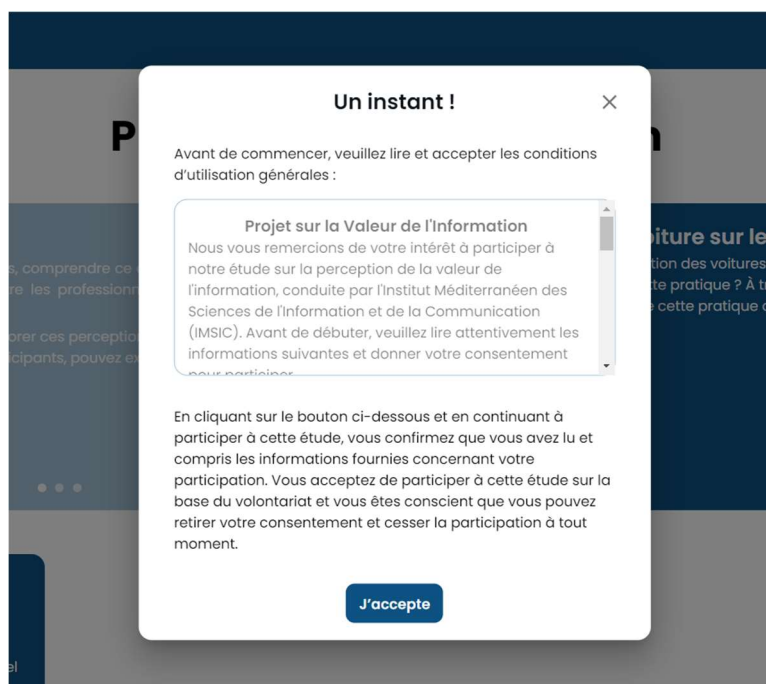 Un instant !
P
n
Avant de commencer, veuillez lire et accepter les conditions
d'utilisation générales :
Projet sur la Valeur de l'Information
Nous vous remercions de votre intérêt à participer à
notre étude sur la perception de la valeur de
l'information, conduite par l'Institut Méditerranéen des
Sciences de l'Information et de la Communication
(IMSIC). Avant de débuter, veuillez lire attentivement les
informations suivantes et donner votre consentement
pour participer
s, comprendre ce
re les professionn
orer ces perceptio
icipants, pouvez ex
iture sur le
tion des voitures
te pratique ? À t
cette pratique
En cliquant sur le bouton ci-dessous et en continuant à
participer à cette étude, vous confirmez que vous avez lu et
compris les informations fournies concernant votre
participation. Vous acceptez de participer à cette étude sur la
base du volontariat et vous êtes conscient que vous pouvez
retirer votre consentement et cesser la participation à tout
moment.
J'accepte
el